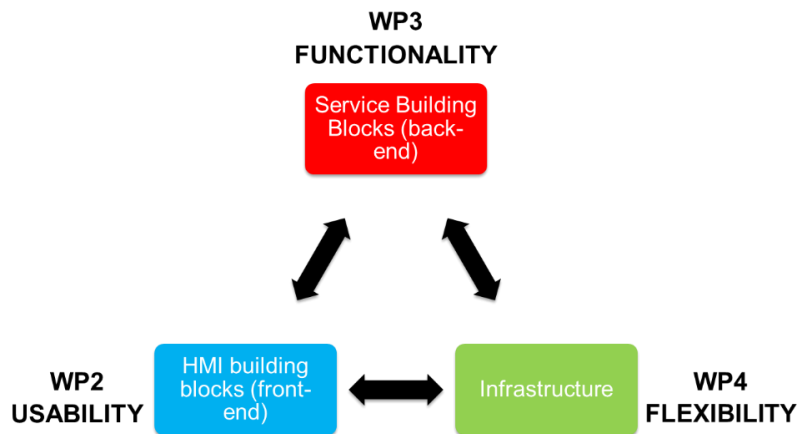 WP3
FUNCTIONALITY
Service Building
Blocks (back-
end)
WP2
USABILITY
HMI building
blocks (front-
end)
Infrastructure
WP4
FLEXIBILITY